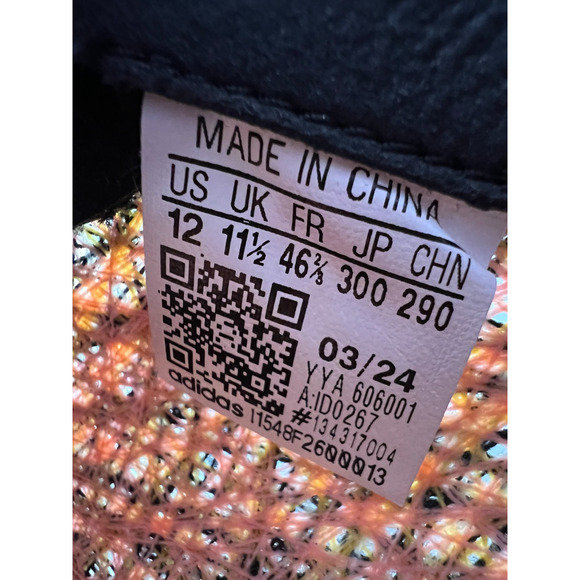 MADE IN CHINA
US UK FR JP CHN
12 11½ 46⅔ 300 290
03/24
YYA 606001
A:ID0267
#134317004
adidas I1548F2600013